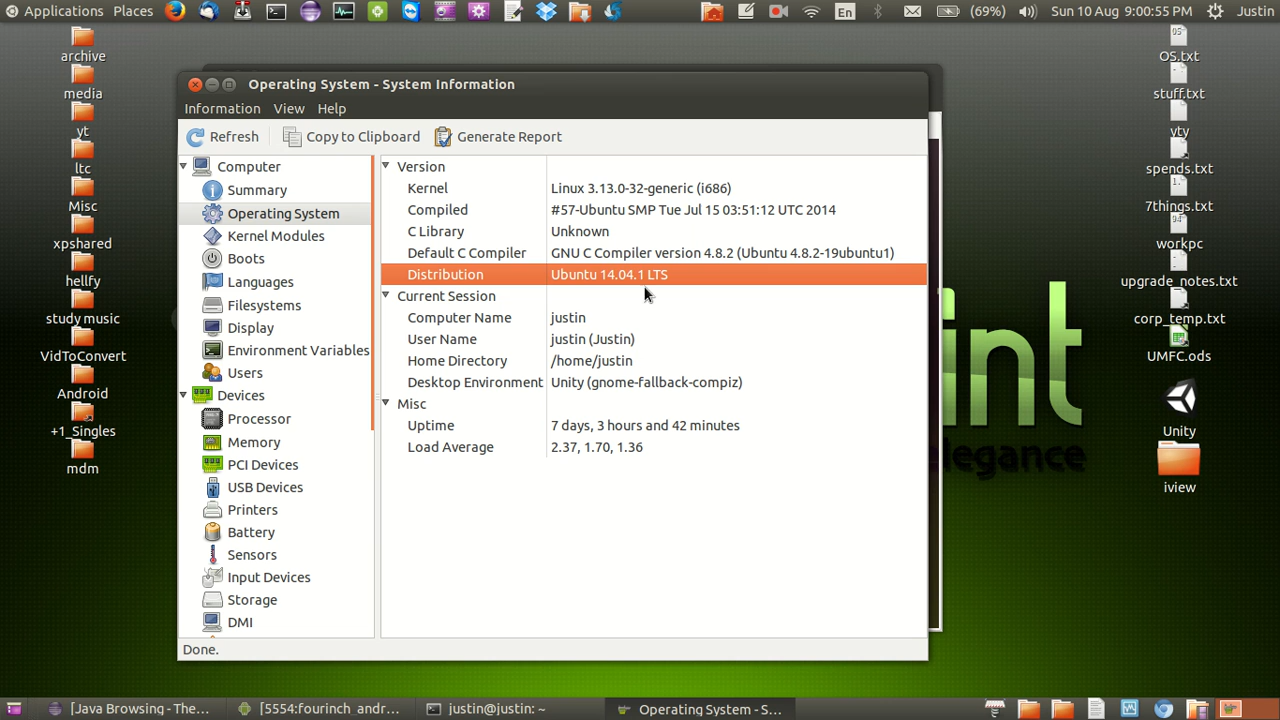 Applications Places En (69%) Sun 10 Aug 9:00:55 PM Justin
archive
media
yt
ltc
Misc
xpshared
hellfy
study music
VidToConvert
Android
+1_Singles
mdm
Operating System - System Information
Information View Help
Refresh Copy to Clipboard Generate Report
Computer
Summary
Operating System
Kernel Modules
Boots
Languages
Filesystems
Display
Environment Variables
Users
Devices
Processor
Memory
PCI Devices
USB Devices
Printers
Battery
Sensors
Input Devices
Storage
DMI
Version
Kernel Linux 3.13.0-32-generic (i686)
Compiled #57-Ubuntu SMP Tue Jul 15 03:51:12 UTC 2014
C Library Unknown
Default C Compiler GNU C Compiler version 4.8.2 (Ubuntu 4.8.2-19ubuntu1)
Distribution Ubuntu 14.04.1 LTS
Current Session
Computer Name justin
User Name justin (Justin)
Home Directory /home/justin
Desktop Environment Unity (gnome-fallback-compiz)
Misc
Uptime 7 days, 3 hours and 42 minutes
Load Average 2.37, 1.70, 1.36
Done.
int
elegance
OS.txt
stuff.txt
vty
spends.txt
7things.txt
workpc
upgrade_notes.txt
corp_temp.txt
UMFC.ods
Unity
iview
[Java Browsing - The... [5554:fourinch_andr... justin@justin: ~ Operating System - S...